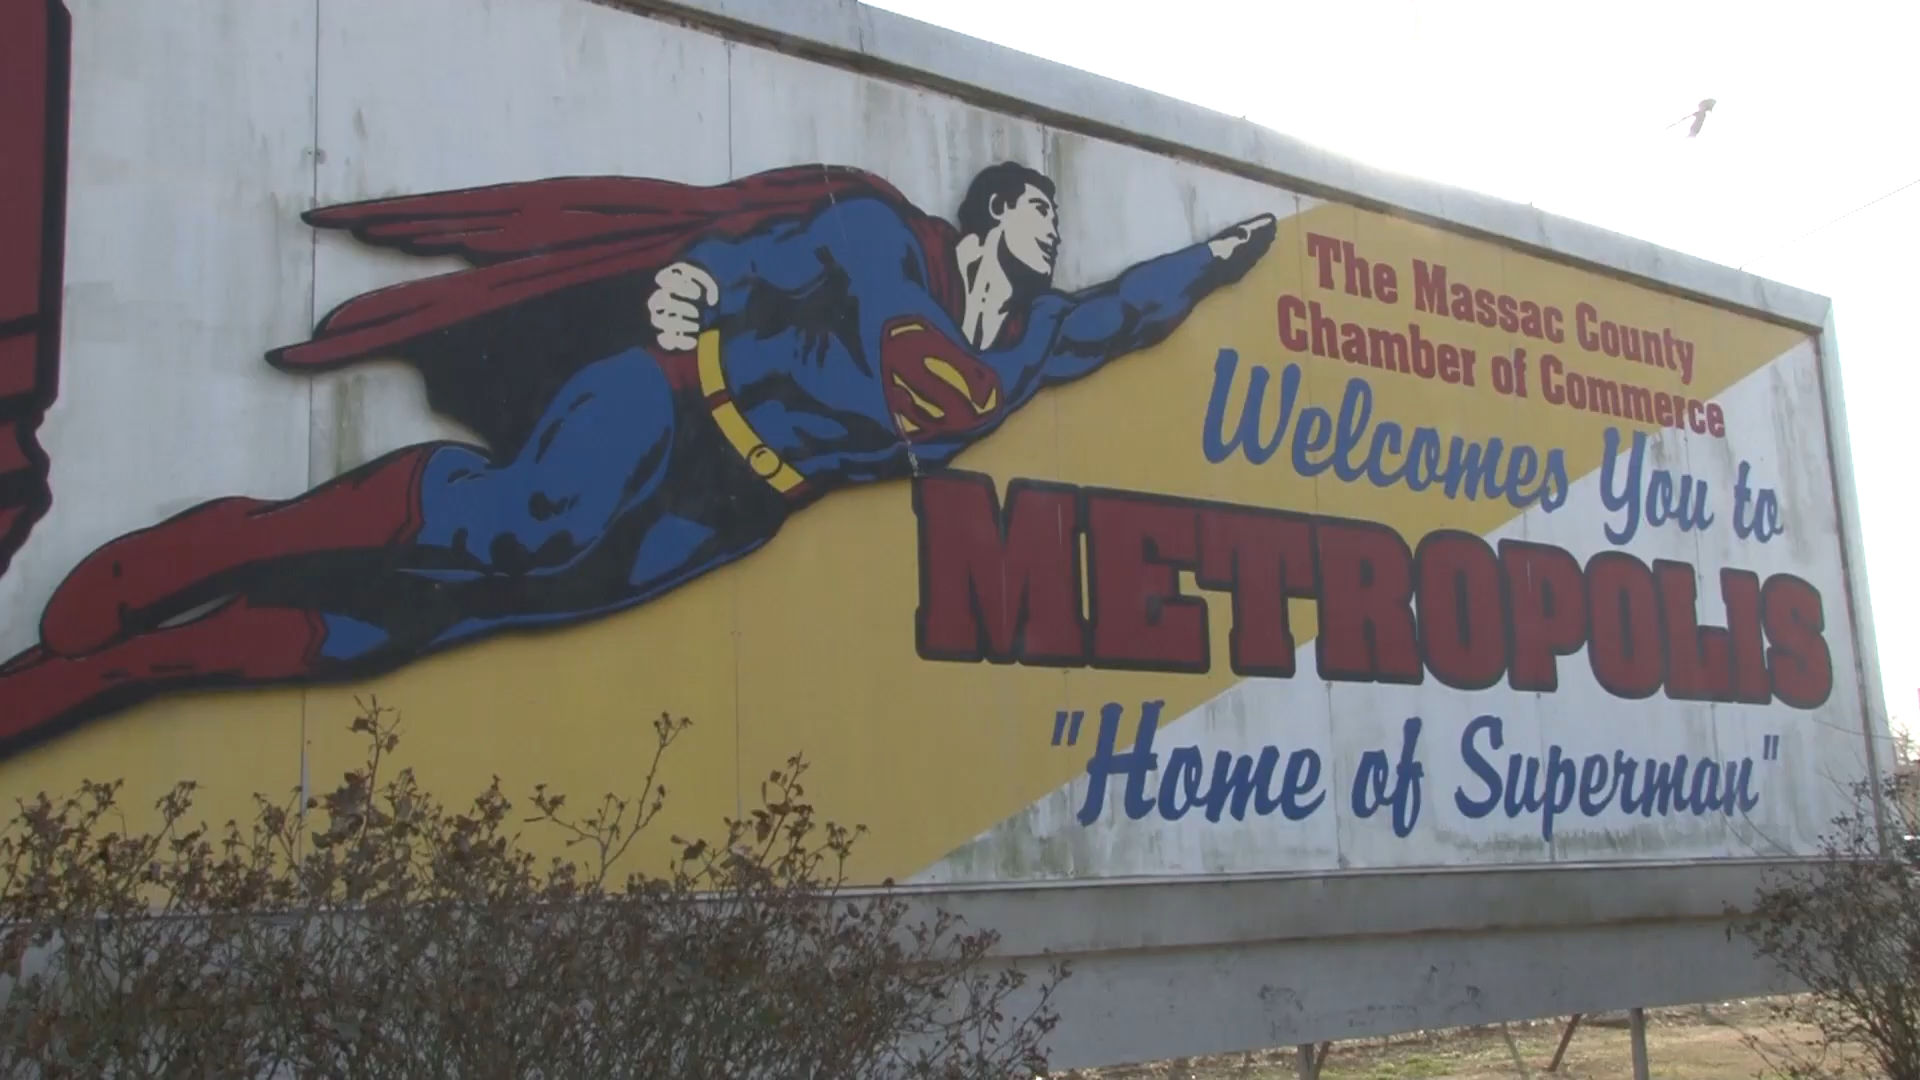 The Massac County
Chamber of Commerce
Welcomes You to
METROPOLIS
"Home of Superman"